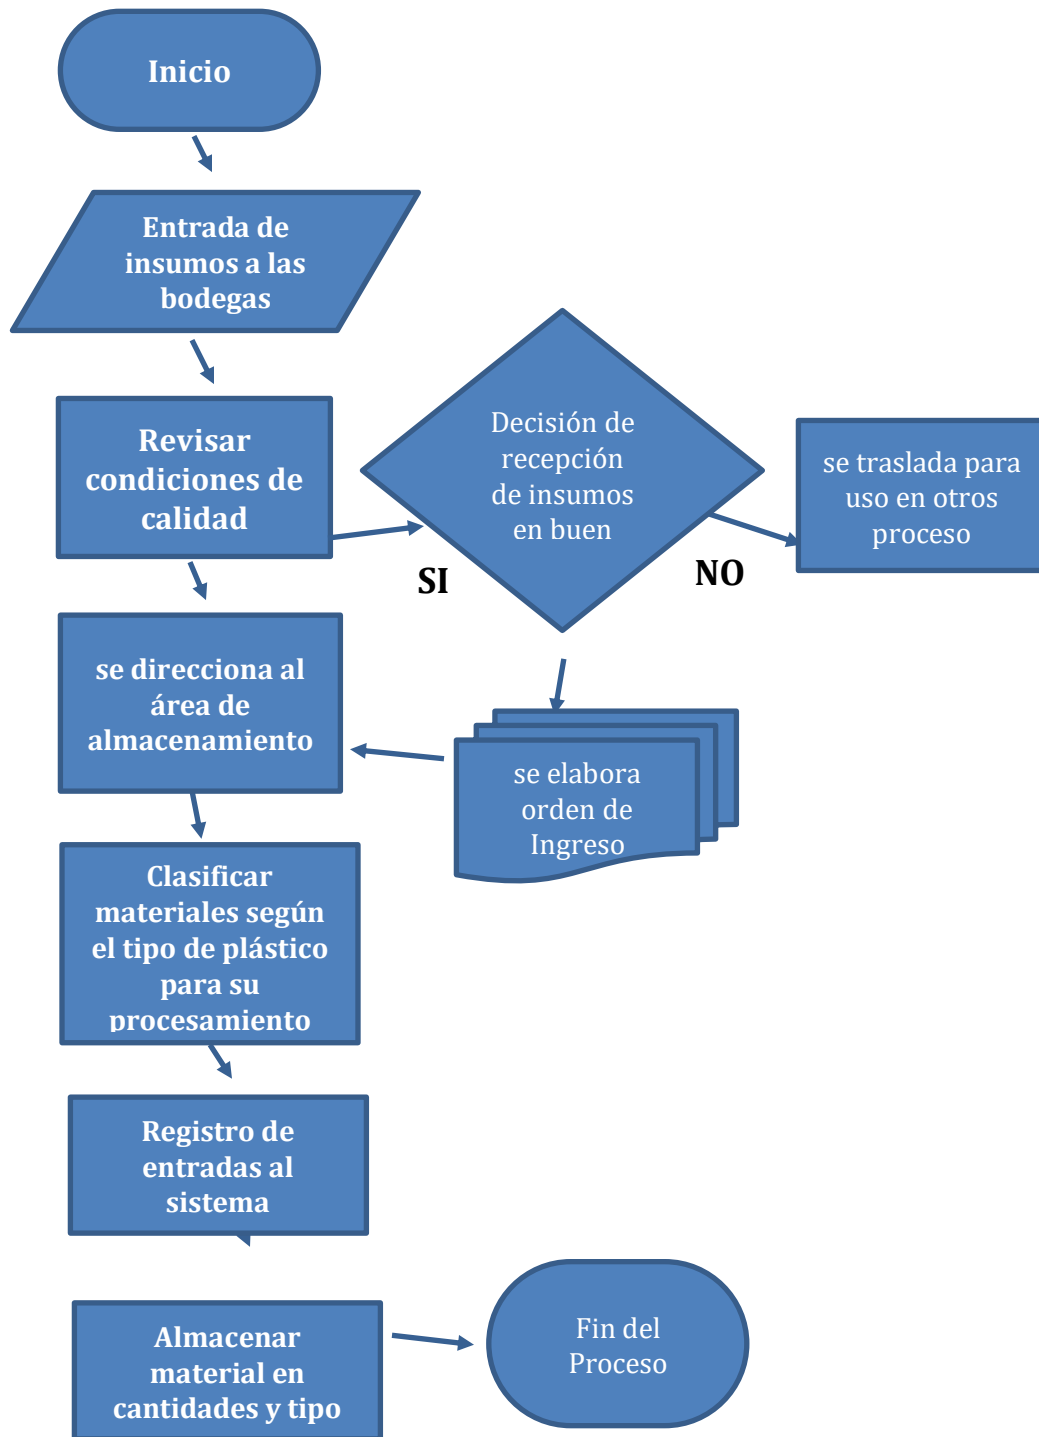 Inicio
Entrada de
insumos a las
bodegas
Revisar
condiciones de
calidad
Decisión de
recepción
de insumos
en buen
se traslada para
uso en otros
proceso
SI
NO
se direcciona al
área de
almacenamiento
se elabora
orden de
Ingreso
Clasificar
materiales según
el tipo de plástico
para su
procesamiento
Registro de
entradas al
sistema
Almacenar
material en
cantidades y tipo
Fin del
Proceso